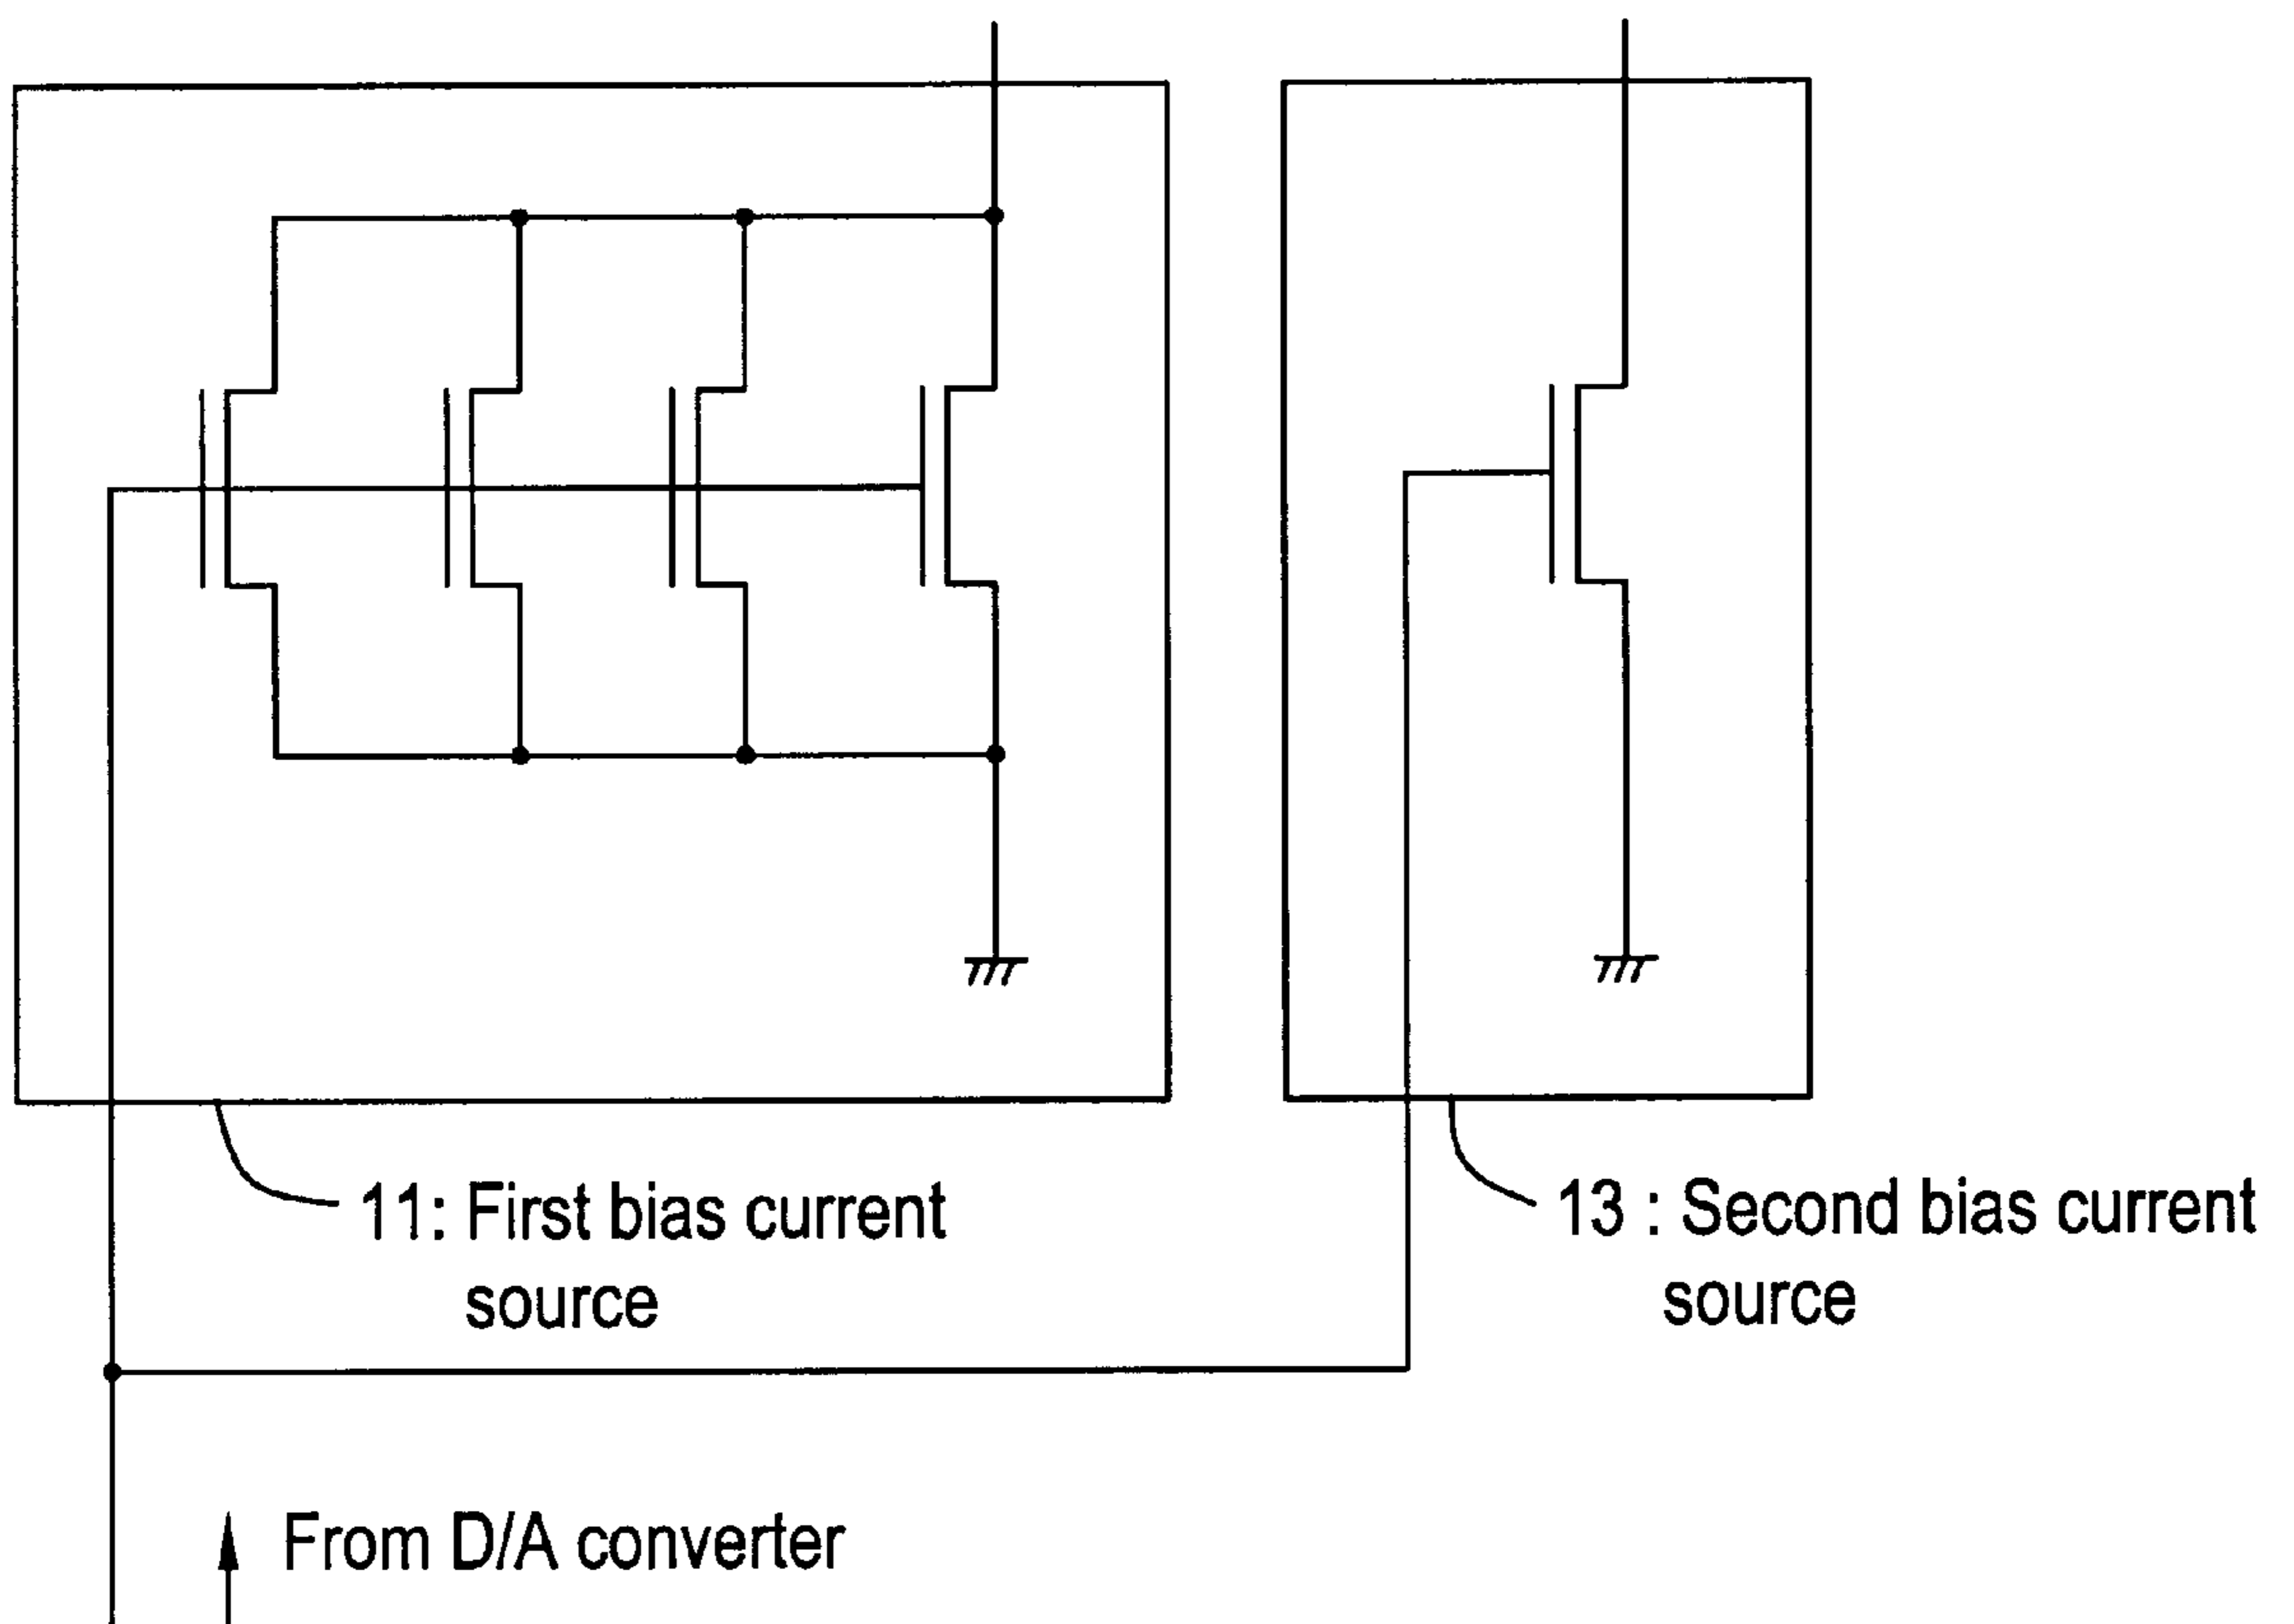 11: First bias current
source
13 : Second bias current
source
From D/A converter